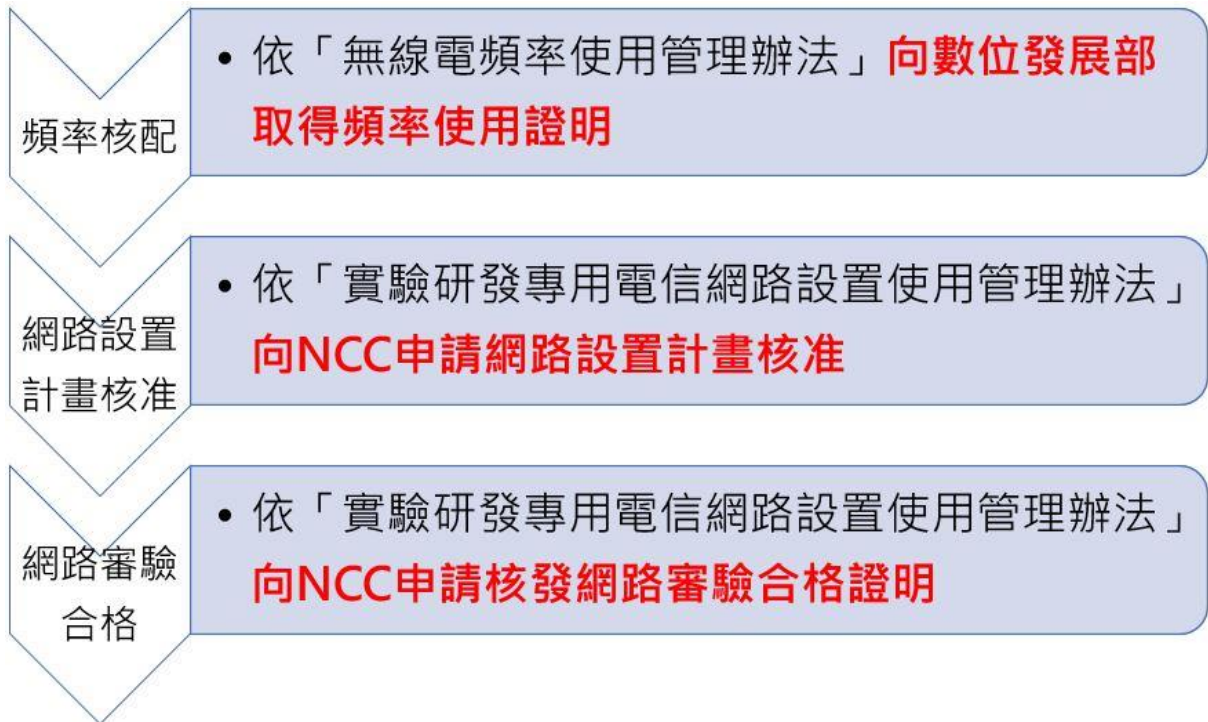 頻率核配
• 依「無線電頻率使用管理辦法」向數位發展部
取得頻率使用證明
網路設置
計畫核准
• 依「實驗研發專用電信網路設置使用管理辦法」
向NCC申請網路設置計畫核准
網路審驗
合格
• 依「實驗研發專用電信網路設置使用管理辦法」
向NCC申請核發網路審驗合格證明